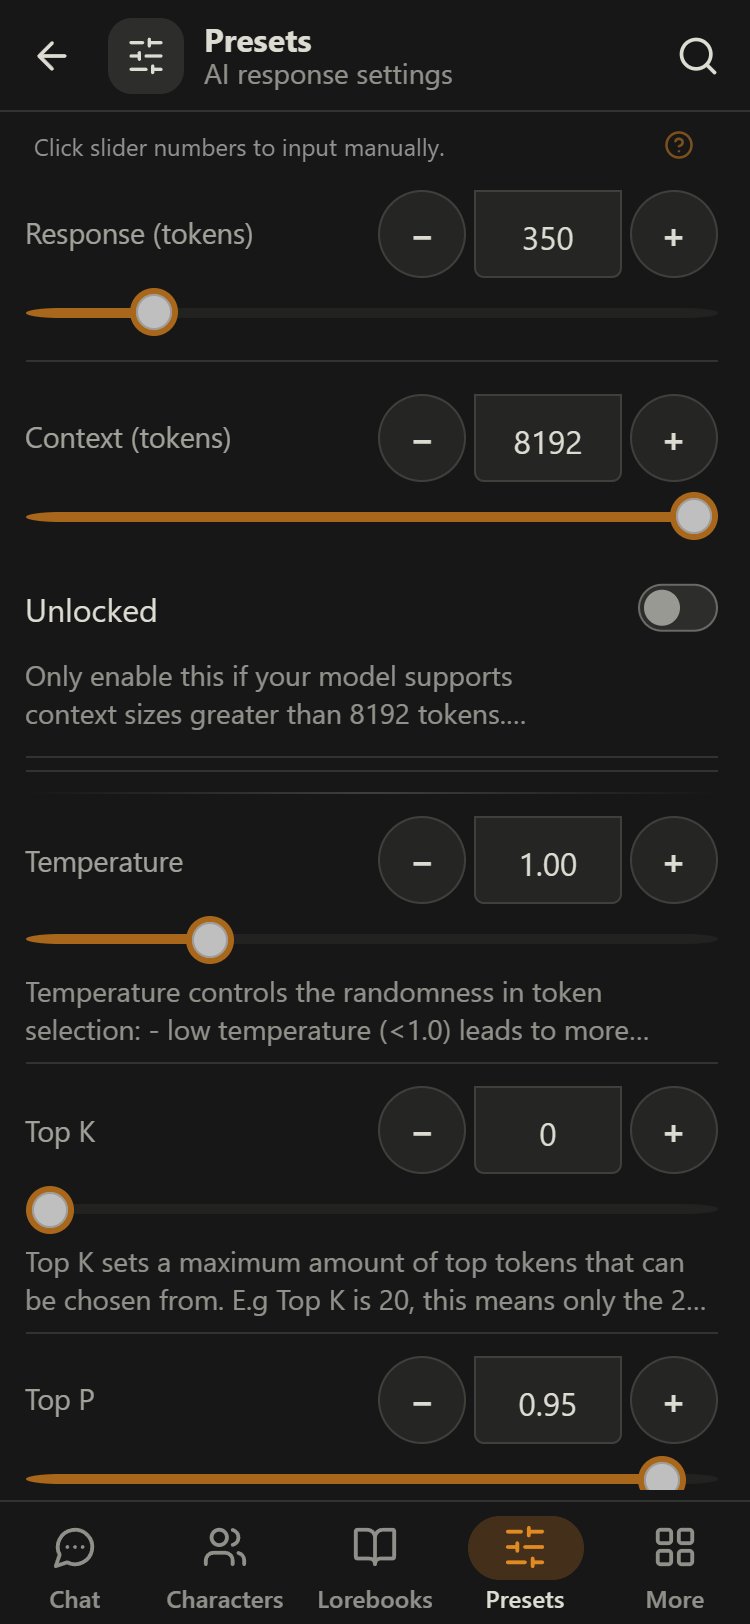 Presets
AI response settings
Click slider numbers to input manually.
Response (tokens)
−
350
+
Context (tokens)
−
8192
+
Unlocked
Only enable this if your model supports
context sizes greater than 8192 tokens....
Temperature
−
1.00
+
Temperature controls the randomness in token
selection: - low temperature (<1.0) leads to more...
Top K
−
0
+
Top K sets a maximum amount of top tokens that can
be chosen from. E.g Top K is 20, this means only the 2...
Top P
−
0.95
+
Chat
Characters
Lorebooks
Presets
More